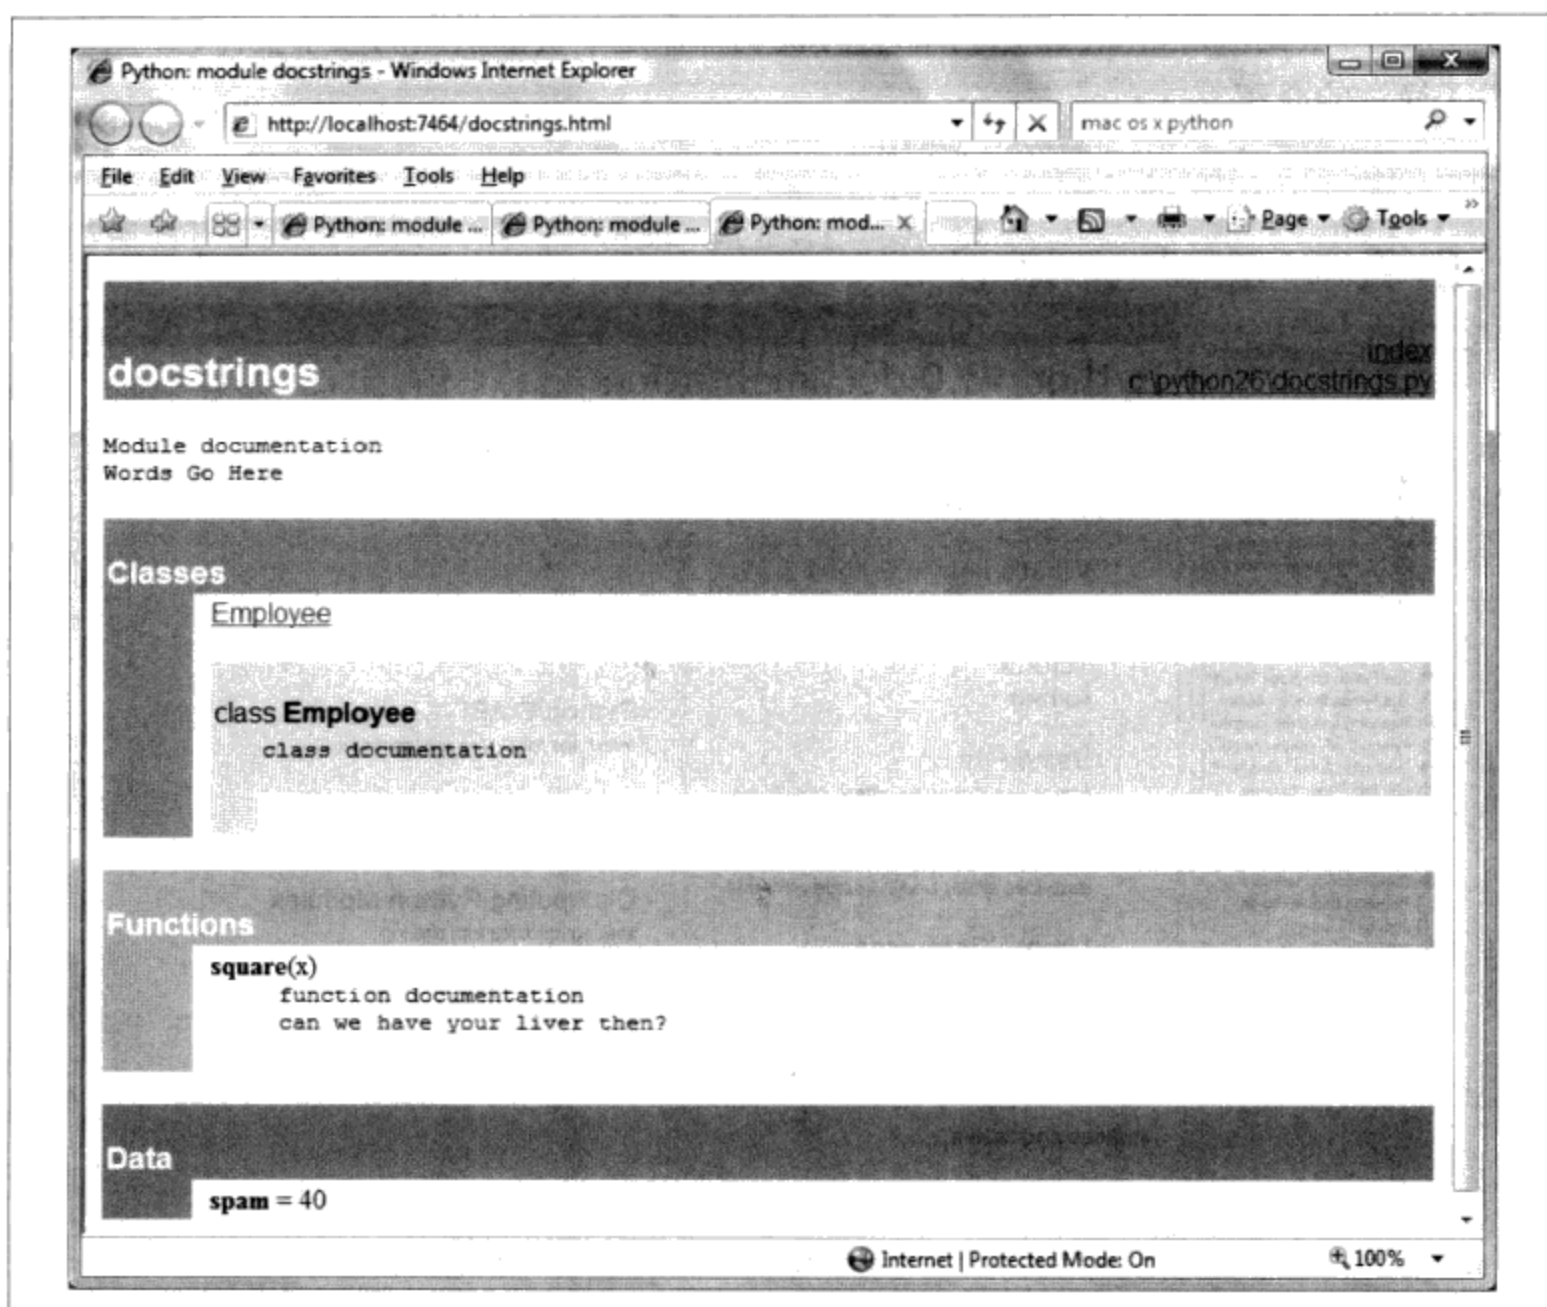 Python: module docstrings - Windows Internet Explorer
http://localhost:7464/docstrings.html
mac os x python
File Edit View Favorites Tools Help
Python: module ... Python: module ... Python: mod... Page Tools
index
docstrings
c:\python26\docstrings.py
Module documentation
Words Go Here
Classes
Employee
class Employee
class documentation
Functions
square(x)
function documentation
can we have your liver then?
Data
spam = 40
Internet | Protected Mode: On 100%